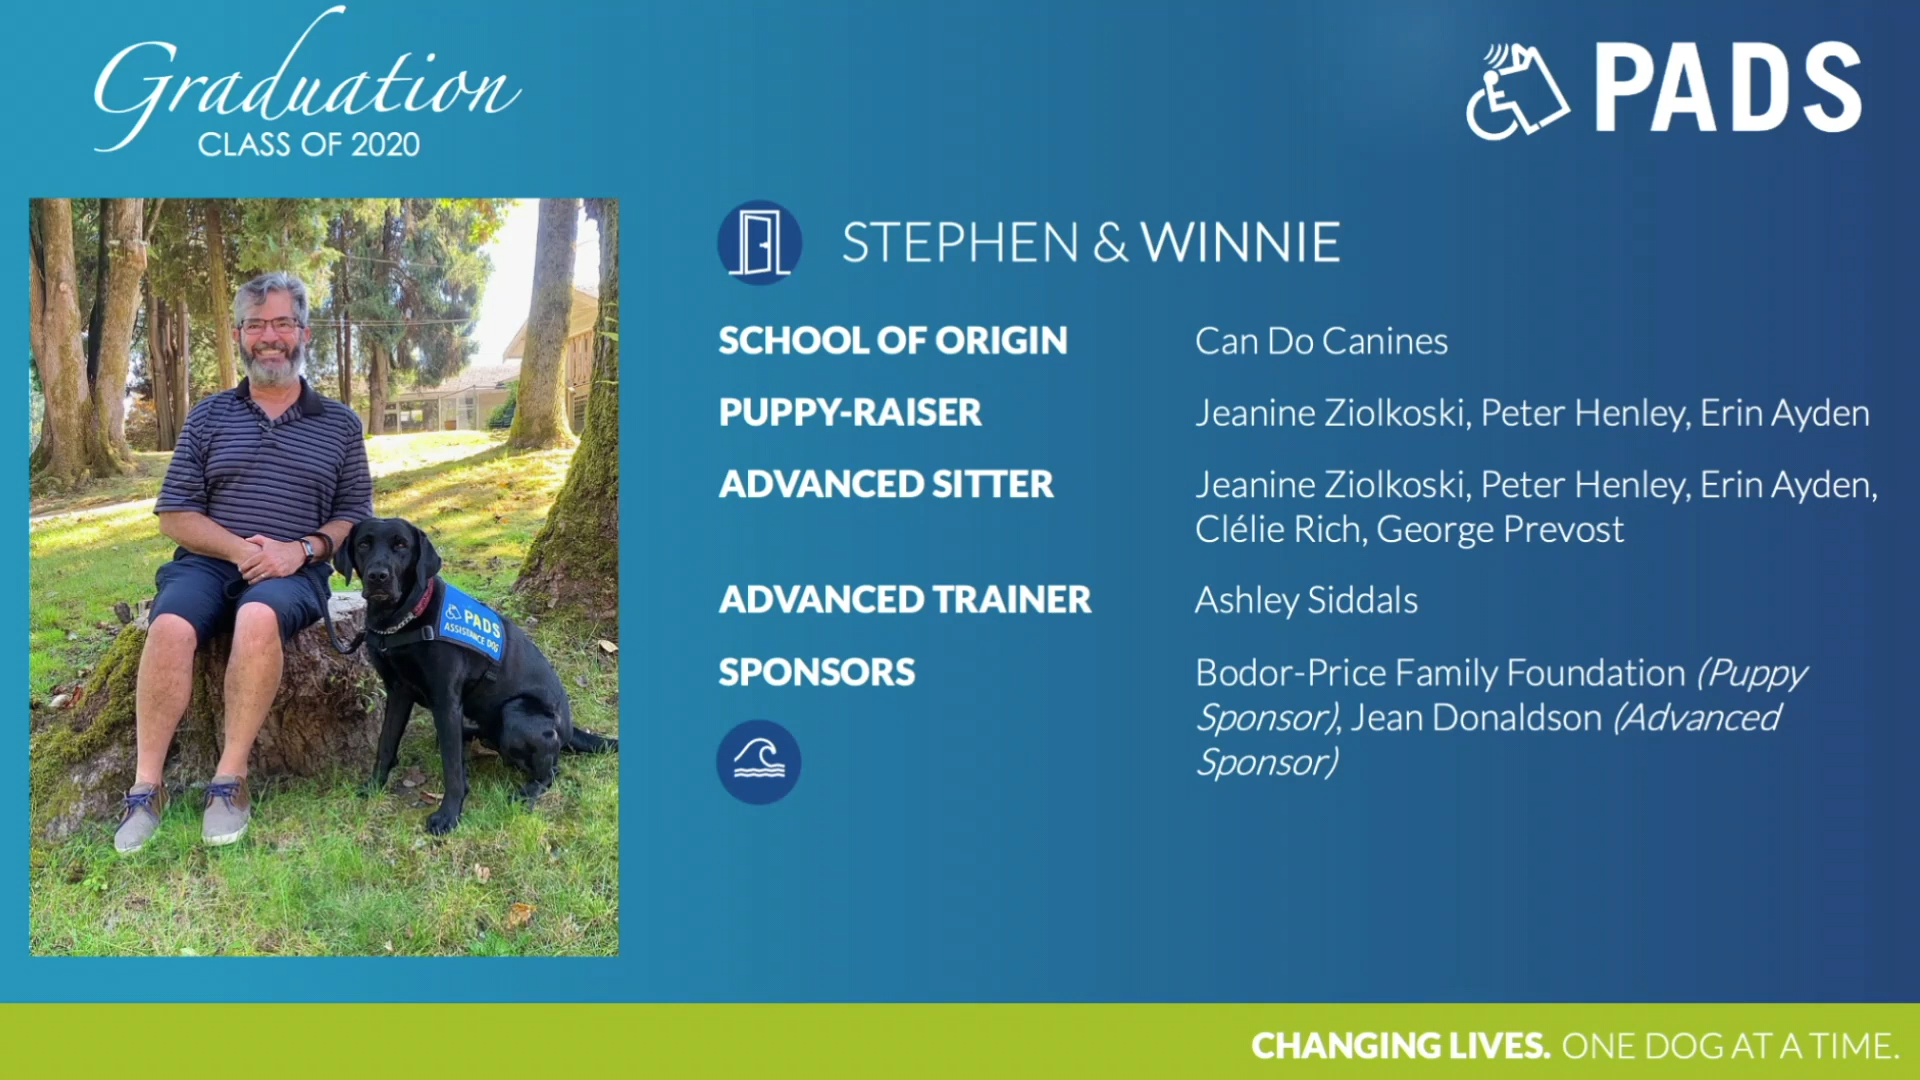 Graduation
CLASS OF 2020
PADS
STEPHEN & WINNIE
SCHOOL OF ORIGIN
Can Do Canines
PUPPY-RAISER
Jeanine Ziolkoski, Peter Henley, Erin Ayden
ADVANCED SITTER
Jeanine Ziolkoski, Peter Henley, Erin Ayden,
Clélie Rich, George Prevost
ADVANCED TRAINER
Ashley Siddals
SPONSORS
Bodor-Price Family Foundation (Puppy
Sponsor), Jean Donaldson (Advanced
Sponsor)
PADS
ASSISTANCE DOG
CHANGING LIVES. ONE DOG AT A TIME.